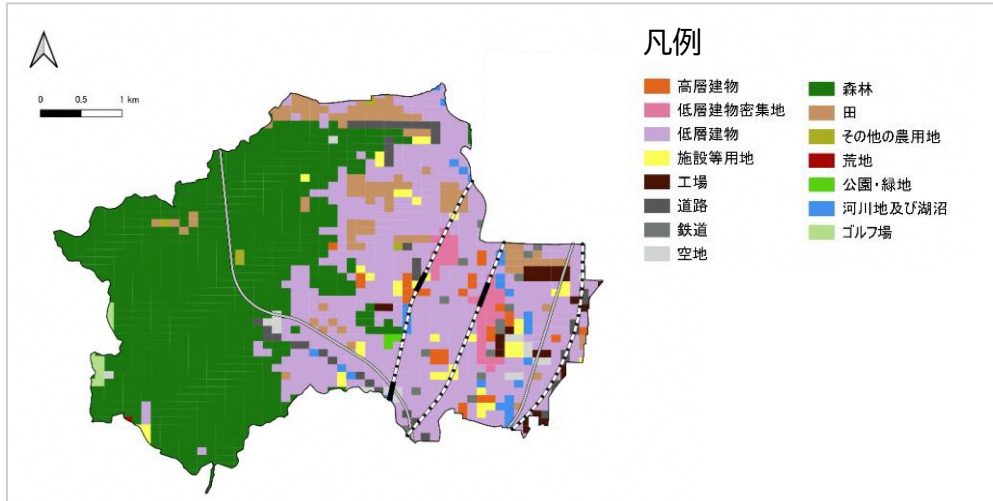 凡例
0 0.5 1 km
高層建物
低層建物密集地
低層建物
施設等用地
工場
道路
鉄道
空地
森林
田
その他の農用地
荒地
公園・緑地
河川地及び湖沼
ゴルフ場